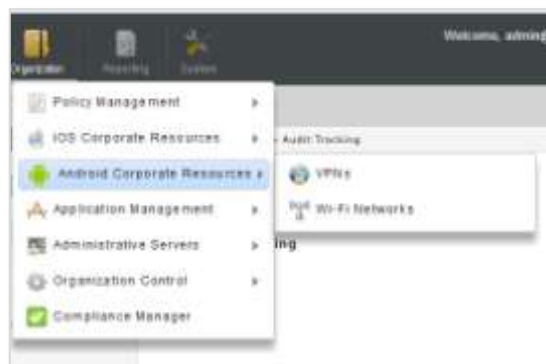 Welcome, admin@
Organization
Reporting
System
Policy Management
iOS Corporate Resources
Audit Tracking
Android Corporate Resources
VPNs
Application Management
Wi-Fi Networks
Administrative Servers
ing
Organization Control
Compliance Manager